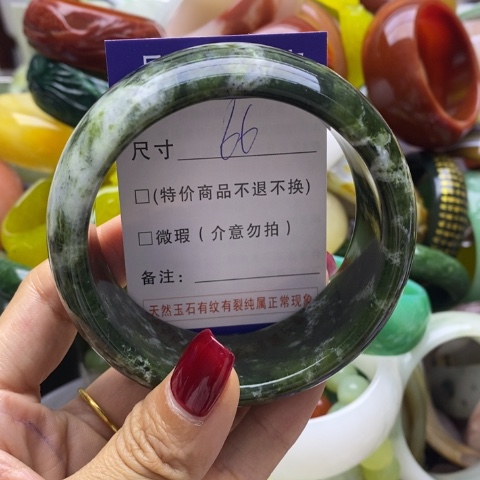 尺寸 66
□(特价商品不退不换)
□微瑕(介意勿拍)
备注:
天然玉石有纹有裂纯属正常现象